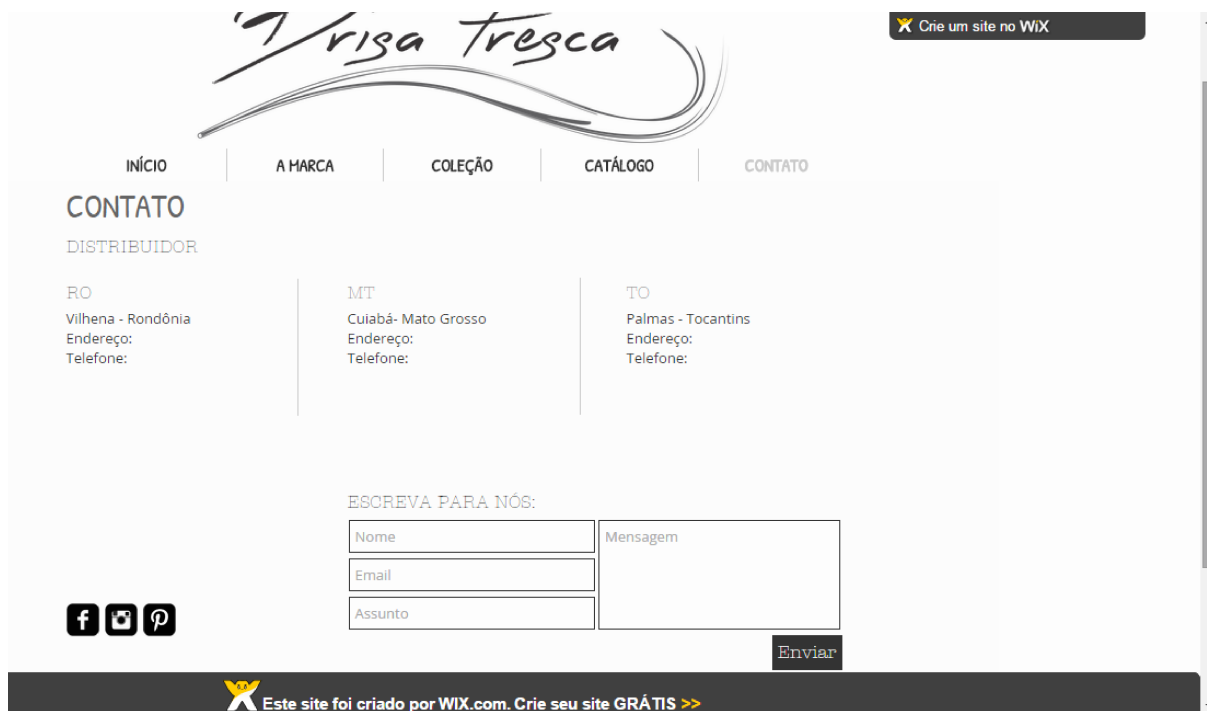 Brisa Fresca
Crie um site no WiX
INÍCIO
A MARCA
COLEÇÃO
CATÁLOGO
CONTATO
CONTATO
DISTRIBUIDOR
RO
Vilhena - Rondônia
Endereço:
Telefone:
MT
Cuiabá- Mato Grosso
Endereço:
Telefone:
TO
Palmas - Tocantins
Endereço:
Telefone:
ESCREVA PARA NÓS:
Nome
Email
Assunto
Mensagem
Enviar
Este site foi criado por WIX.com. Crie seu site GRÁTIS >>